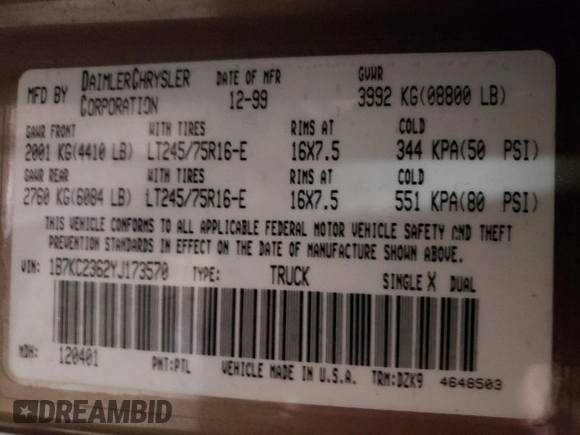 MFD BY DAIMLERCHRYSLER CORPORATION DATE OF MFR 12-99 GVWR 3992 KG(08800 LB)
GAWR FRONT WITH TIRES RIMS AT COLD
2001 KG(4410 LB) LT245/75R16-E 16X7.5 344 KPA(50 PSI)
GAWR REAR WITH TIRES RIMS AT COLD
2760 KG(6084 LB) LT245/75R16-E 16X7.5 551 KPA(80 PSI)
THIS VEHICLE CONFORMS TO ALL APPLICABLE FEDERAL MOTOR VEHICLE SAFETY AND THEFT
PREVENTION STANDARDS IN EFFECT ON THE DATE OF MANUFACTURE SHOWN ABOVE.
VIN: 1B7KC2362YJ173570 TYPE: TRUCK SINGLE X DUAL
MDH: 120401 PNT:PTL VEHICLE MADE IN U.S.A. TRM:DZK9 4648503
DREAMBID